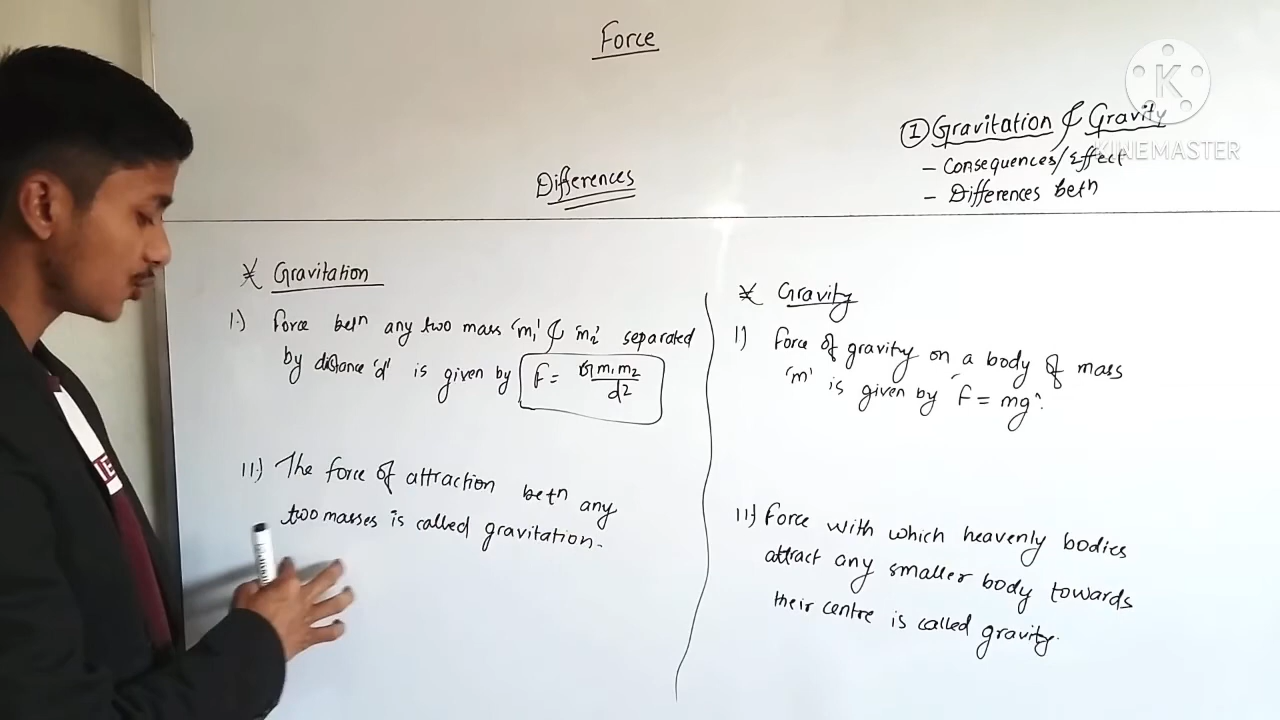 Force
① Gravitation & Gravity
- Consequences/Effect
- Differences betn
Differences
Gravitation
I.) Force betn any two mass 'm₁' & 'm₂' separated
by distance 'd' is given by F = Gm₁m₂/d²
II.) The force of attraction betn any
two masses is called gravitation.
Gravity
I) Force of gravity on a body of mass
'm' is given by F = mg.
II) Force with which heavenly bodies
attract any smaller body towards
their centre is called gravity.
K
KINEMASTER